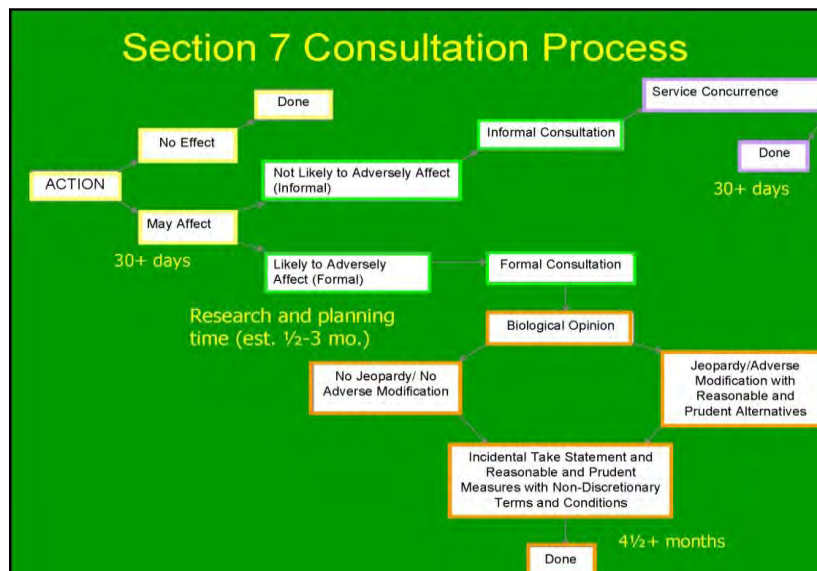 Section 7 Consultation Process
Done
Service Concurrence
No Effect
Informal Consultation
Done
30+ days
ACTION
Not Likely to Adversely Affect
(Informal)
May Affect
30+ days
Likely to Adversely
Affect (Formal)
Formal Consultation
Research and planning
time (est. ½-3 mo.)
Biological Opinion
No Jeopardy/ No
Adverse Modification
Jeopardy/Adverse
Modification with
Reasonable and
Prudent Alternatives
Incidental Take Statement and
Reasonable and Prudent
Measures with Non-Discretionary
Terms and Conditions
4½+ months
Done